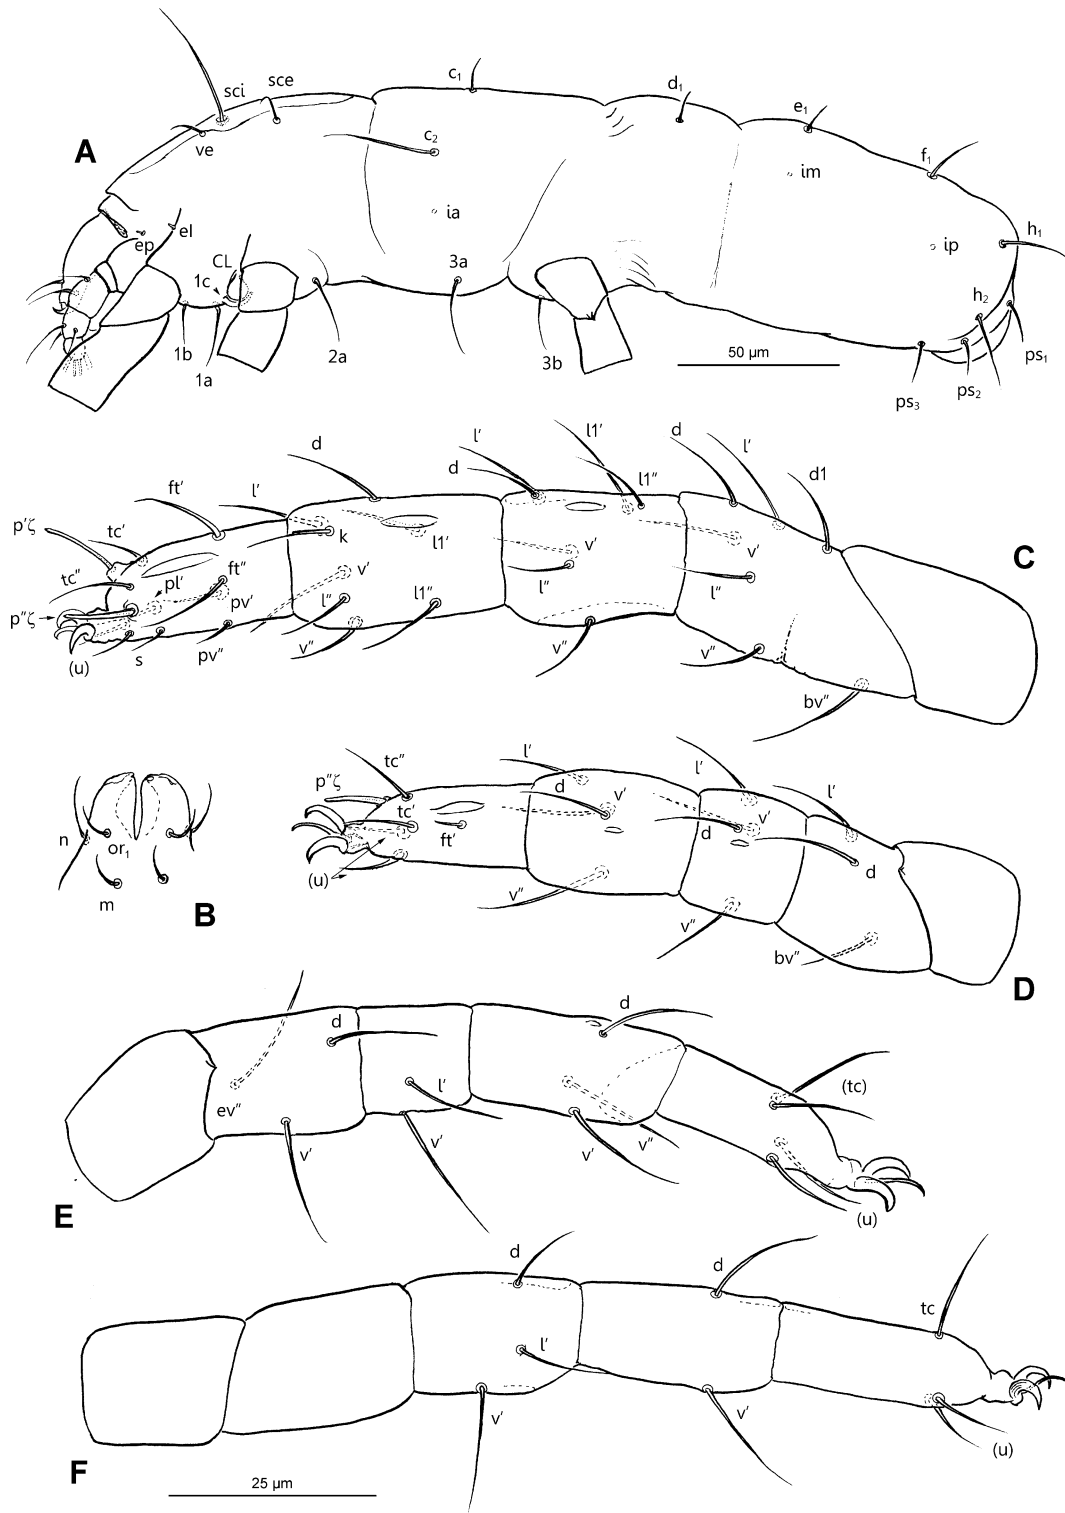 sci
sce
c1
d1
e1
f1
A
ve
c2
im
ep
el
ia
ip
h1
CL
1c
3a
h2
1b
1a
2a
3b
50 µm
ps1
ps2
ps3
d
l′
l1′
d
l′
d1
ft′
l′
d
l1″
p′ζ
tc′
k
l1′
v′
v′
C
tc″
pl′
ft″
v′
l″
l″
p″ζ
pv′
l″
l1″
(u)
s
pv″
v″
v″
v″
bv″
tc″
l′
l′
l′
p″ζ
d
v′
v′
n
or1
tc′
ft′
d
d
(u)
m
B
v″
v″
bv″
D
d
d
(tc)
ev″
l′
v′
v′
v′
v″
(u)
E
d
d
tc
l′
v′
v′
(u)
F
25 µm